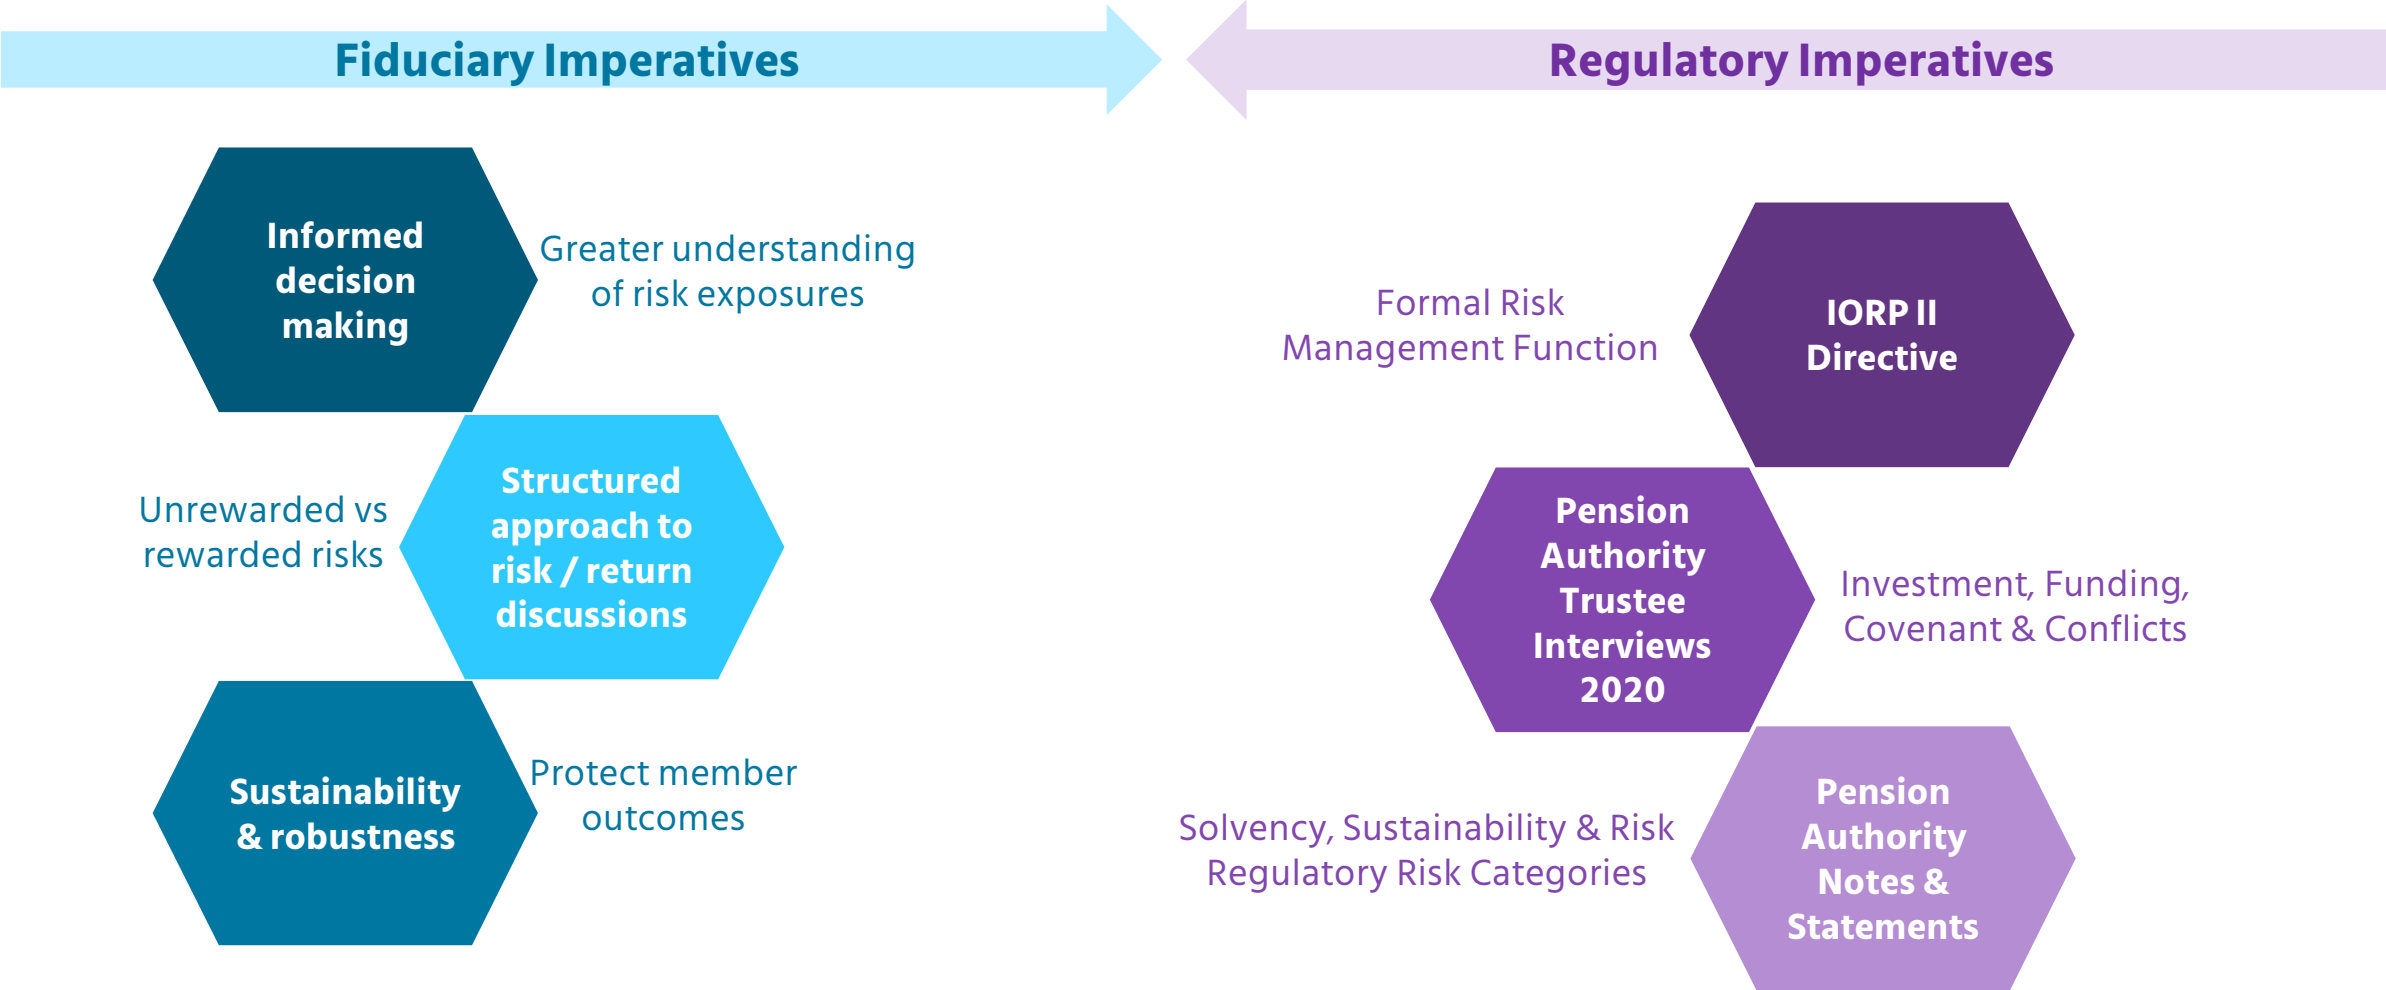 Fiduciary Imperatives
Informed
decision
making
Greater understanding
of risk exposures
Unrewarded vs
rewarded risks
Structured
approach to
risk / return
discussions
Sustainability
& robustness
Protect member
outcomes
Regulatory Imperatives
Formal Risk
Management Function
IORP II
Directive
Pension
Authority
Trustee
Interviews
2020
Investment, Funding,
Covenant & Conflicts
Solvency, Sustainability & Risk
Regulatory Risk Categories
Pension
Authority
Notes &
Statements